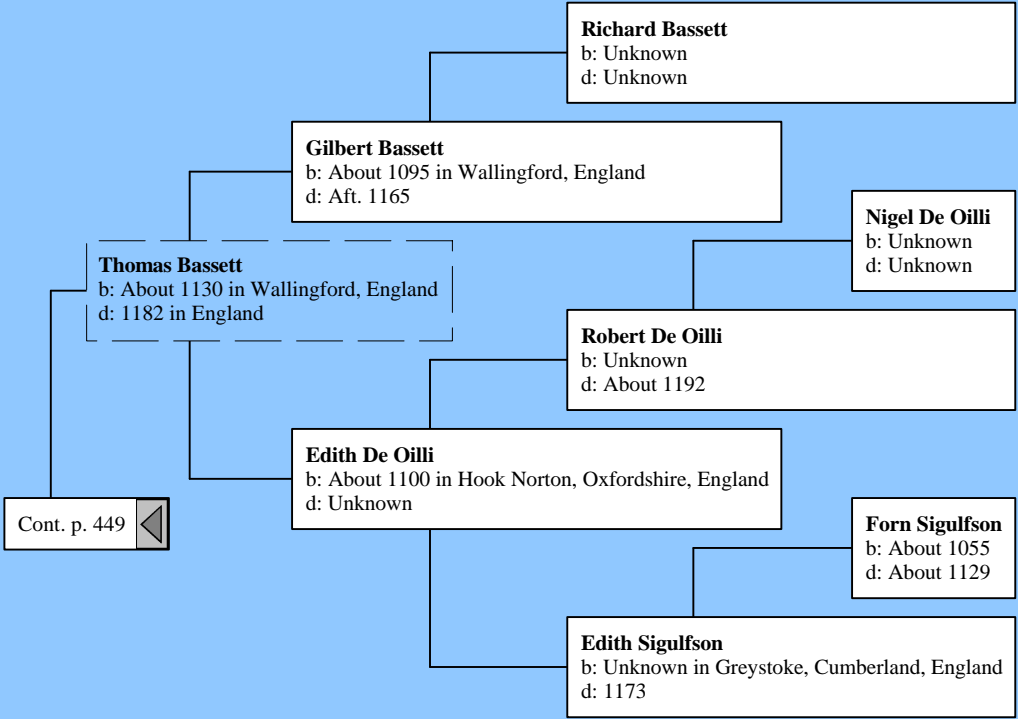 Richard Bassett
b: Unknown
d: Unknown
Gilbert Bassett
b: About 1095 in Wallingford, England
d: Aft. 1165
Nigel De Oilli
b: Unknown
d: Unknown
Thomas Bassett
b: About 1130 in Wallingford, England
d: 1182 in England
Robert De Oilli
b: Unknown
d: About 1192
Edith De Oilli
b: About 1100 in Hook Norton, Oxfordshire, England
d: Unknown
Cont. p. 449
Forn Sigulfson
b: About 1055
d: About 1129
Edith Sigulfson
b: Unknown in Greystoke, Cumberland, England
d: 1173